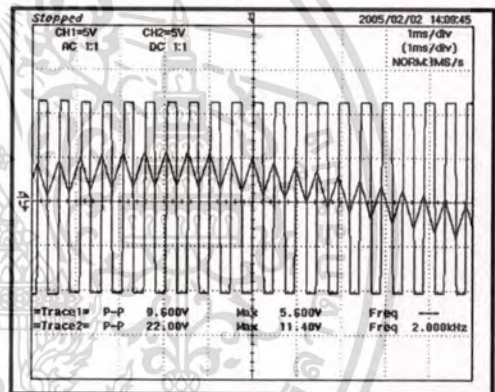 Stopped 2005/02/02 14:09:45
CH1=5V CH2=5V 1ms/div
AC 1:1 DC 1:1 (1ms/div)
NORM:1MS/s
=Trace1= P-P 9.600V Max 5.600V Freq ----
=Trace2= P-P 22.00V Max 11.40V Freq 2.000kHz